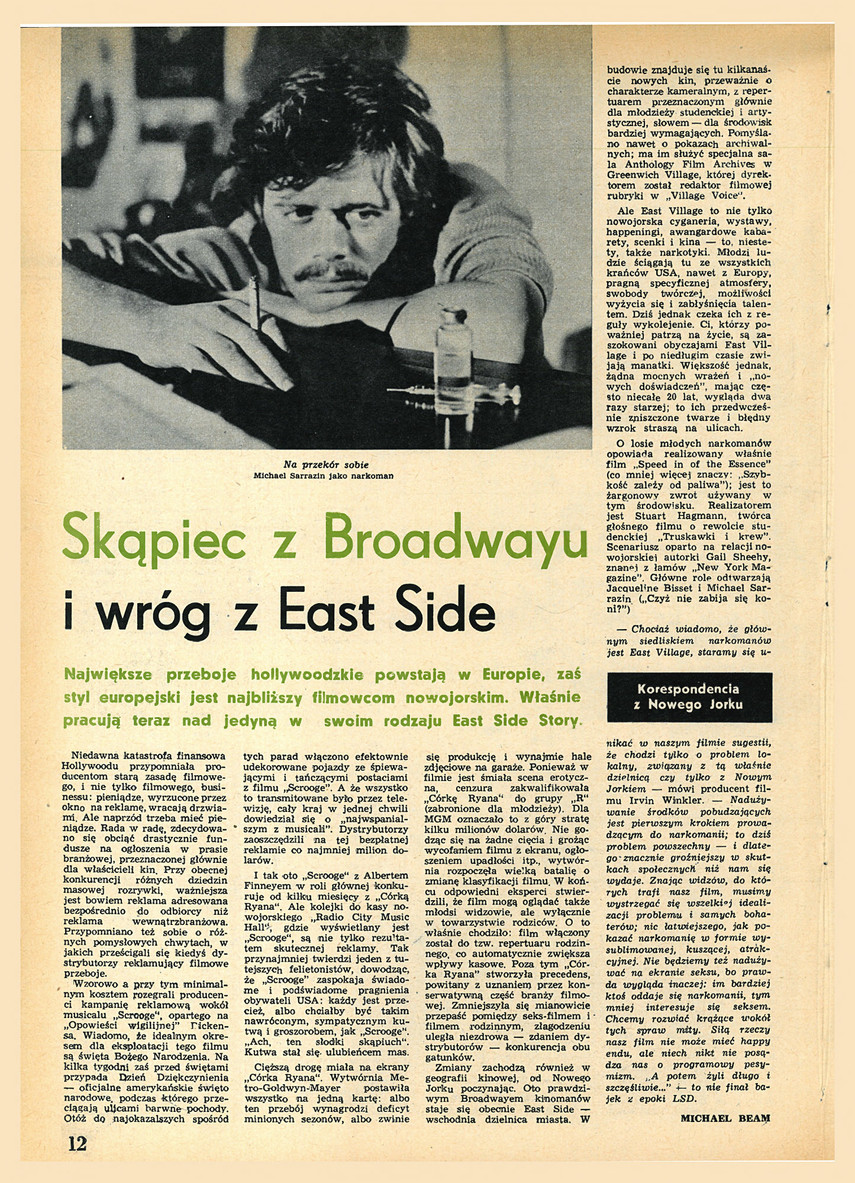 Na przekór sobie
Michael Sarrazin jako narkoman
Skąpiec z Broadwayu
i wróg z East Side
Największe przeboje hollywoodzkie powstają w Europie, zaś
styl europejski jest najbliższy filmowcom nowojorskim. Właśnie
pracują teraz nad jedyną w swoim rodzaju East Side Story.
Niedawna katastrofa finansowa
Hollywoodu przypomniała pro-
ducentom starą zasadę filmowe-
go, i nie tylko filmowego, busi-
nessu: pieniądze, wyrzucone przez
okno na reklamę, wracają drzwia-
mi. Ale naprzód trzeba mieć pie-
niądze. Rada w radę, zdecydowa-
no się obciąć drastycznie fun-
dusze na ogłoszenia w prasie
branżowej, przeznaczonej głównie
dla właścicieli kin. Przy obecnej
konkurencji różnych dziedzin
masowej rozrywki, ważniejsza
jest bowiem reklama adresowana
bezpośrednio do odbiorcy niż
reklama wewnątrzbranżowa.
Przypomniano też sobie o róż-
nych pomysłowych chwytach, w
jakich prześcigali się kiedyś dy-
strybutorzy reklamujący filmowe
przeboje.
Wzorowo a przy tym minimal-
nym kosztem rozegrali producen-
ci kampanię reklamową wokół
musicalu „Scrooge", opartego na
„Opowieści wigilijnej" Dicken-
sa. Wiadomo, że idealnym okre-
sem dla eksploatacji tego filmu
są święta Bożego Narodzenia. Na
kilka tygodni zaś przed świętami
przypada Dzień Dziękczynienia
— oficjalne amerykańskie święto
narodowe, podczas którego prze-
ciągają ulicami barwne pochody.
Otóż do najokazalszych spośród
tych parad włączono efektownie
udekorowane pojazdy ze śpiewa-
jącymi i tańczącymi postaciami
z filmu „Scrooge". A że wszystko
to transmitowane było przez tele-
wizję, cały kraj w jednej chwili
dowiedział się o „najwspanial-
szym z musicali". Dystrybutorzy
zaoszczędzili na tej bezpłatnej
reklamie co najmniej milion do-
larów.
I tak oto „Scrooge" z Albertem
Finneyem w roli głównej konku-
ruje od kilku miesięcy z „Córką
Ryana". Ale kolejki do kasy no-
wojorskiego „Radio City Music
Hall", gdzie wyświetlany jest
„Scrooge", są nie tylko rezulta-
tem skutecznej reklamy. Tak
przynajmniej twierdzi jeden z tu-
tejszych felietonistów, dowodząc,
że „Scrooge" zaspokaja świado-
me i podświadome pragnienia
obywateli USA: każdy jest prze-
cież, albo chciałby być takim
nawróconym, sympatycznym ku-
twą i groszorobem, jak „Scrooge".
„Ach, ten słodki skąpiuch".
Kutwa stał się ulubieńcem mas.
Cięższą drogę miała na ekrany
„Córka Ryana". Wytwórnia Me-
tro-Goldwyn-Mayer postawiła
wszystko na jedną kartę: albo
ten przebój wynagrodzi deficyt
minionych sezonów, albo zwinie
się produkcję i wynajmie hale
zdjęciowe na garaże. Ponieważ w
filmie jest śmiała scena erotycz-
na, cenzura zakwalifikowała
„Córkę Ryana" do grupy „R"
(zabronione dla młodzieży). Dla
MGM oznaczało to z góry stratę
kilku milionów dolarów. Nie go-
dząc się na żadne cięcia i grożąc
wycofaniem filmu z ekranu, ogło-
szeniem upadłości itp., wytwór-
nia rozpoczęła wielką batalię o
zmianę klasyfikacji filmu. W koń-
cu odpowiedni eksperci stwier-
dzili, że film mogą oglądać także
młodsi widzowie, ale wyłącznie
w towarzystwie rodziców. O to
właśnie chodziło: film włączony
został do tzw. repertuaru rodzin-
nego, co automatycznie zwiększa
wpływy kasowe. Poza tym „Cór-
ka Ryana" stworzyła precedens,
powitany z uznaniem przez kon-
serwatywną część branży filmo-
wej. Zmniejszyła się mianowicie
przepaść pomiędzy seks-filmem i
filmem rodzinnym, złagodzeniu
uległa niezdrowa — zdaniem dy-
strybutorów — konkurencja obu
gatunków.
Zmiany zachodzą również w
geografii kinowej, od Nowego
Jorku poczynając. Oto prawdzi-
wym Broadwayem kinomanów
staje się obecnie East Side —
wschodnia dzielnica miasta. W
budowie znajduje się tu kilkanaś-
cie nowych kin, przeważnie o
charakterze kameralnym, z reper-
tuarem przeznaczonym głównie
dla młodzieży studenckiej i arty-
stycznej, słowem — dla środowisk
bardziej wymagających. Pomyśla-
no nawet o pokazach archiwal-
nych; ma im służyć specjalna sa-
la Anthology Film Archives w
Greenwich Village, której dyrek-
torem został redaktor filmowej
rubryki w „Village Voice".
Ale East Village to nie tylko
nowojorska cyganeria, wystawy,
happeningi, awangardowe kaba-
rety, scenki i kina — to, nieste-
ty, także narkotyki. Młodzi lu-
dzie ściągają tu ze wszystkich
krańców USA, nawet z Europy,
pragną specyficznej atmosfery,
swobody twórczej, możliwości
wyżycia się i zabłyśnięcia talen-
tem. Dziś jednak czeka ich z re-
guły wykolejenie. Ci, którzy po-
ważniej patrzą na życie, są za-
szokowani obyczajami East Vil-
lage i po niedługim czasie zwi-
jają manatki. Większość jednak,
żądna mocnych wrażeń i „no-
wych doświadczeń", mając czę-
sto niecałe 20 lat, wygląda dwa
razy starzej; to ich przedwcześ-
nie zniszczone twarze i błędny
wzrok straszą na ulicach.
O losie młodych narkomanów
opowiada realizowany właśnie
film „Speed in of the Essence"
(co mniej więcej znaczy: „Szyb-
kość zależy od paliwa"); jest to
żargonowy zwrot używany w
tym środowisku. Realizatorem
jest Stuart Hagmann, twórca
głośnego filmu o rewolcie stu-
denckiej „Truskawki i krew".
Scenariusz oparto na relacji no-
wojorskiej autorki Gail Sheehy,
znanej z łamów „New York Ma-
gazine". Główne role odtwarzają
Jacqueline Bisset i Michael Sar-
razin („Czyż nie zabija się ko-
ni?")
— Chociaż wiadomo, że głów-
nym siedliskiem narkomanów
jest East Village, staramy się u-
Korespondencja
z Nowego Jorku
nikać w naszym filmie sugestii,
że chodzi tylko o problem lo-
kalny, związany z tą właśnie
dzielnicą czy tylko z Nowym
Jorkiem — mówi producent fil-
mu Irvin Winkler. — Naduży-
wanie środków pobudzających
jest pierwszym krokiem prowa-
dzącym do narkomanii; to dziś
problem powszechny — i dlate-
go znacznie groźniejszy w skut-
kach społecznych niż nam się
wydaje. Znając widzów, do któ-
rych trafi nasz film, musimy
wystrzegać się wszelkiej ideali-
zacji problemu i samych boha-
terów; nic łatwiejszego, jak po-
kazać narkomanię w formie wy-
sublimowanej, kuszącej, atrak-
cyjnej. Nie będziemy też naduży-
wać na ekranie seksu, bo praw-
da wygląda inaczej: im bardziej
ktoś oddaje się narkomanii, tym
mniej interesuje się seksem.
Chcemy rozwiać krążące wokół
tych spraw mity. Siłą rzeczy
nasz film nie może mieć happy
endu, ale niech nikt nie posą-
dza nas o programowy pesy-
mizm. „A potem żyli długo i
szczęśliwie..." — to nie finał ba-
jek z epoki LSD.
MICHAEL BEAM
12